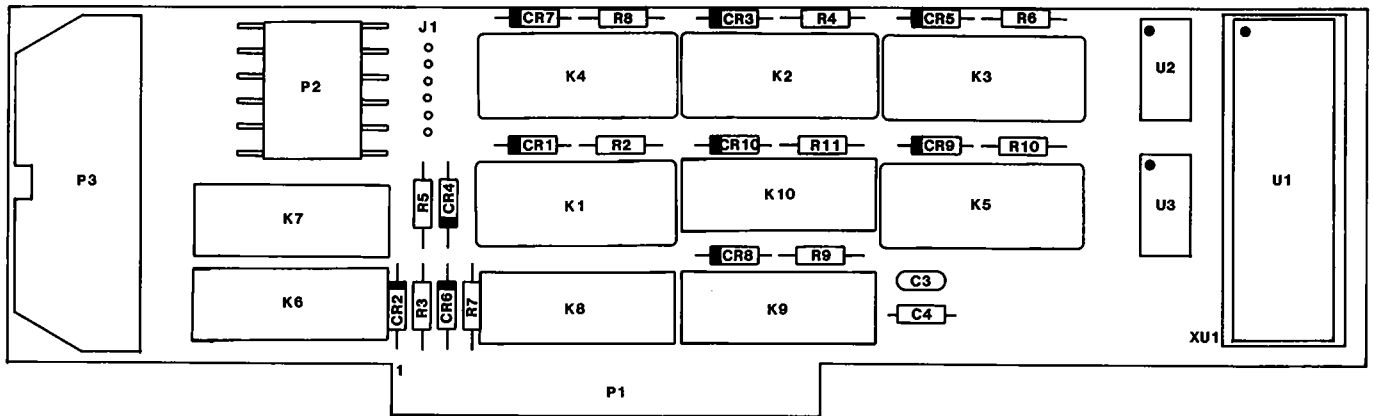 CR7 R8 CR3 R4 CR5 R6
J1
P2 K4 K2 K3 U2
CR1 R2 CR10 R11 CR9 R10
P3 R5 CR4 K1 K10 K5 U3 U1
K7
CR8 R9
K6 CR2 R3 CR6 R7 K8 K9 C3
C4
XU1
1
P1